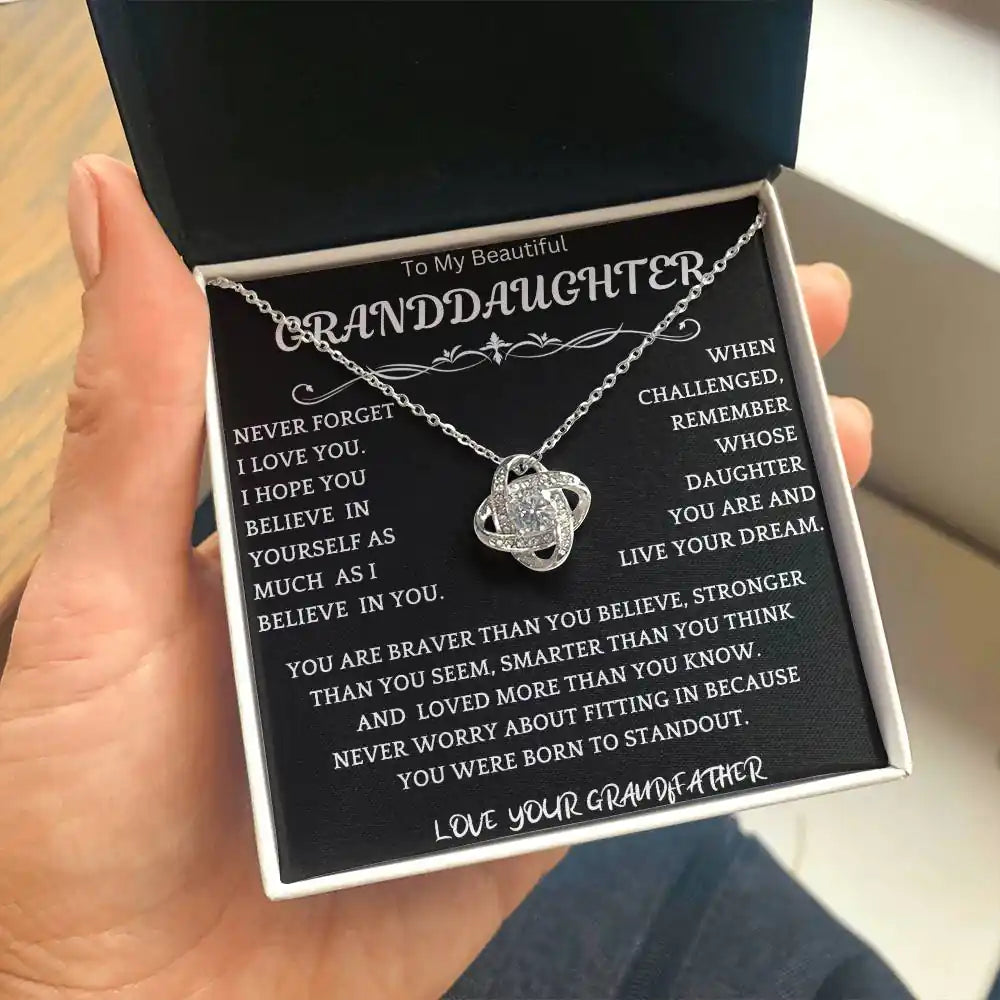 To My Beautiful
GRANDDAUGHTER
NEVER FORGET
I LOVE YOU.
I HOPE YOU
BELIEVE IN
YOURSELF AS
MUCH AS I
BELIEVE IN YOU.
WHEN
CHALLENGED,
REMEMBER
WHOSE
DAUGHTER
YOU ARE AND
LIVE YOUR DREAM.
YOU ARE BRAVER THAN YOU BELIEVE, STRONGER
THAN YOU SEEM, SMARTER THAN YOU THINK
AND LOVED MORE THAN YOU KNOW.
NEVER WORRY ABOUT FITTING IN BECAUSE
YOU WERE BORN TO STANDOUT.
LOVE YOUR GRANDFATHER